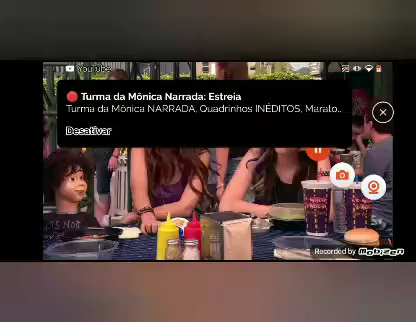 YouTube
Turma da Mônica Narrada: Estreia
Turma da Mônica NARRADA, Quadrinhos INÉDITOS, Marato..
Desativar
Recorded by mobizen